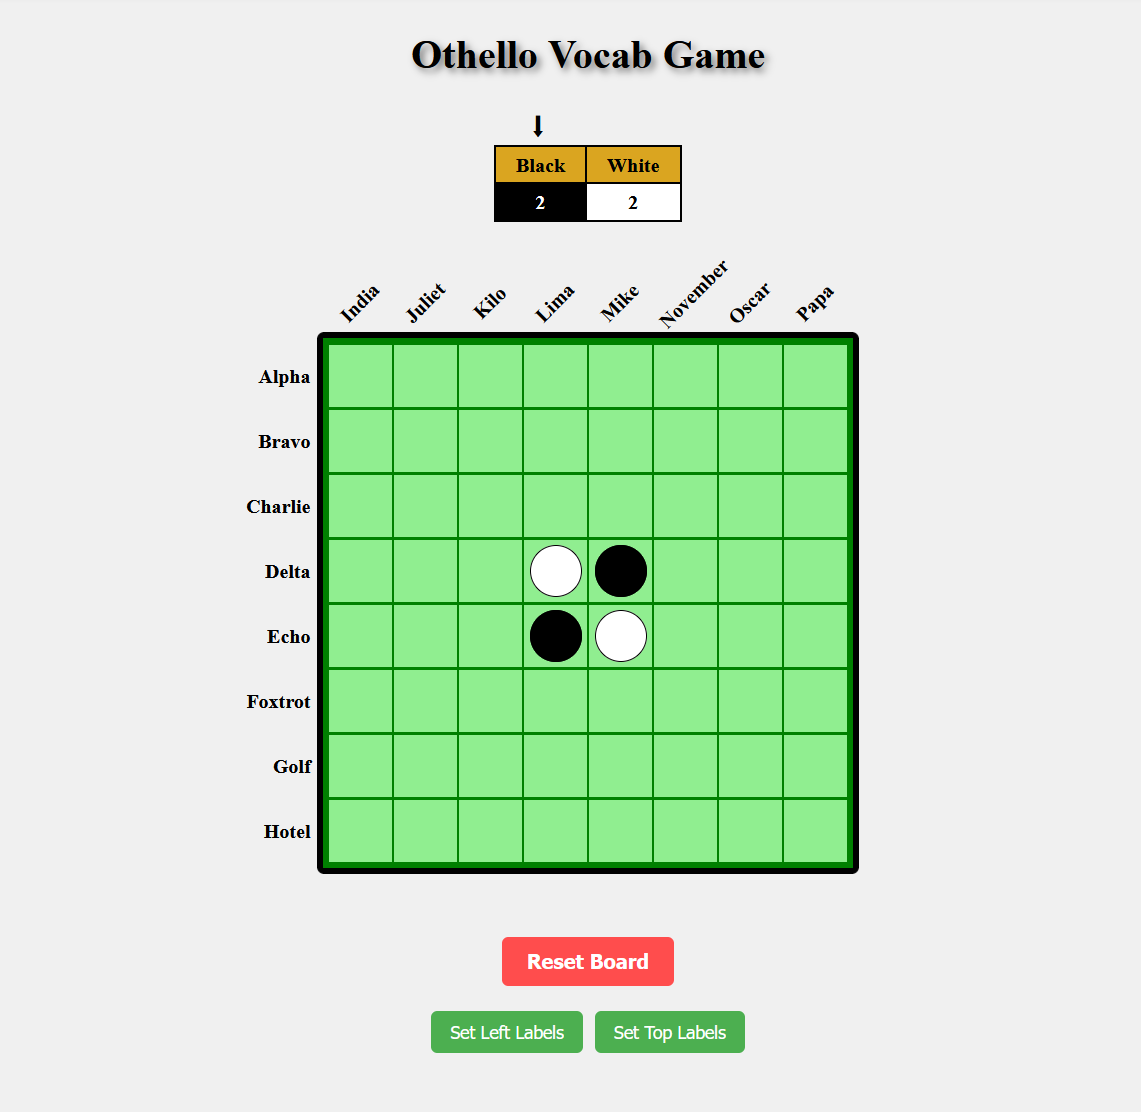 Othello Vocab Game
Black White
2 2
India Juliet Kilo Lima Mike November Oscar Papa
Alpha
Bravo
Charlie
Delta
Echo
Foxtrot
Golf
Hotel
Reset Board
Set Left Labels Set Top Labels